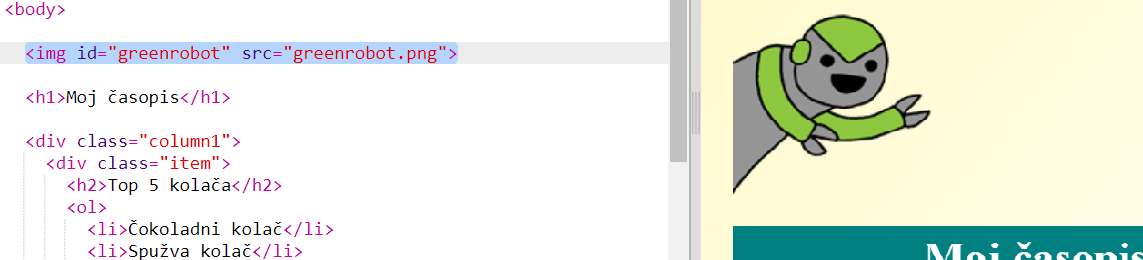 <body>
<img id="greenrobot" src="greenrobot.png">
<h1>Moj časopis</h1>
<div class="column1">
<div class="item">
<h2>Top 5 kolača</h2>
<ol>
<li>Čokoladni kolač</li>
<li>Spužva kolač</li>
Moj časopis